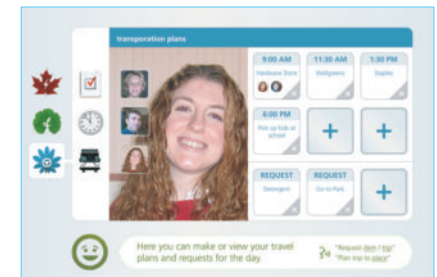 transporation plans
9:00 AM
Hardware Store
11:30 AM
Walgreens
1:30 PM
Staples
6:00 PM
Pick up kids at
school
+
+
REQUEST
Detergent
REQUEST
Go to Park
+
Here you can make or view your travel
plans and requests for the day.
"Request item / trip"
"Plan trip to place"